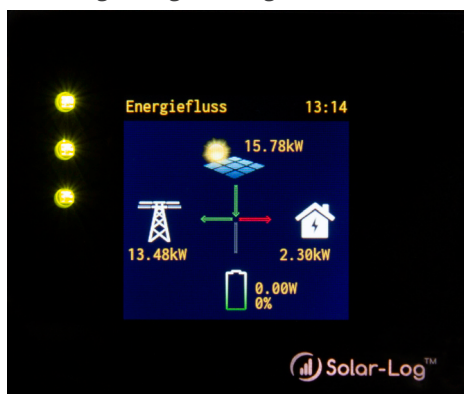 Energiefluss 13:14
15.78kW
13.48kW 2.30kW
0.00W
0%
Solar-Log™